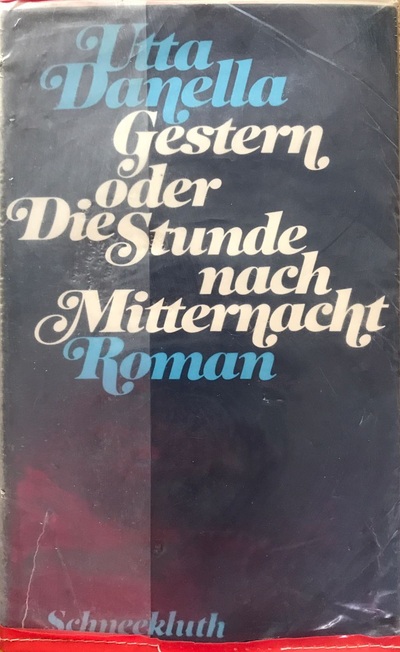 Utta
Danella
Gestern
oder
Die Stunde
nach
Mitternacht
Roman
Schneekluth